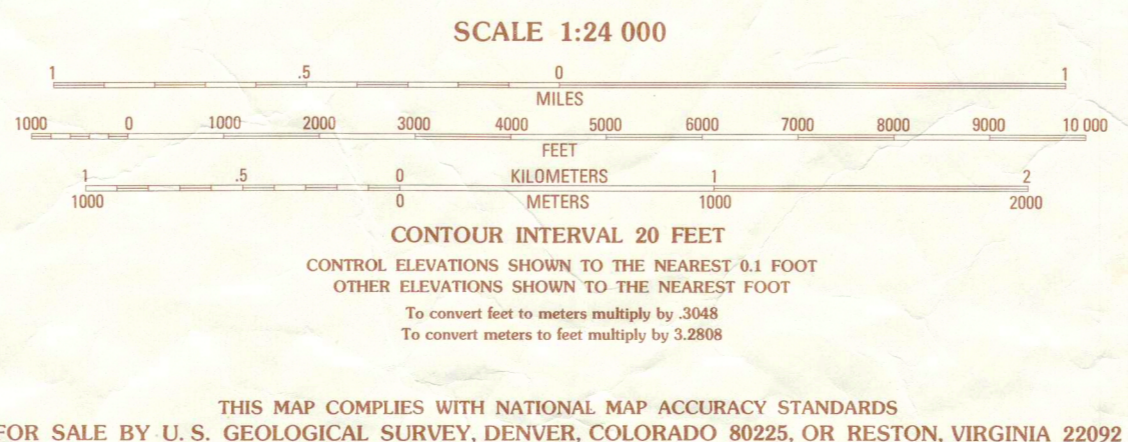 SCALE 1:24 000
1 .5 0 1
MILES
1000 0 1000 2000 3000 4000 5000 6000 7000 8000 9000 10 000
FEET
1 .5 0 KILOMETERS 1 2
1000 0 METERS 1000 2000
CONTOUR INTERVAL 20 FEET
CONTROL ELEVATIONS SHOWN TO THE NEAREST 0.1 FOOT
OTHER ELEVATIONS SHOWN TO THE NEAREST FOOT
To convert feet to meters multiply by .3048
To convert meters to feet multiply by 3.2808
THIS MAP COMPLIES WITH NATIONAL MAP ACCURACY STANDARDS
FOR SALE BY U. S. GEOLOGICAL SURVEY, DENVER, COLORADO 80225, OR RESTON, VIRGINIA 22092